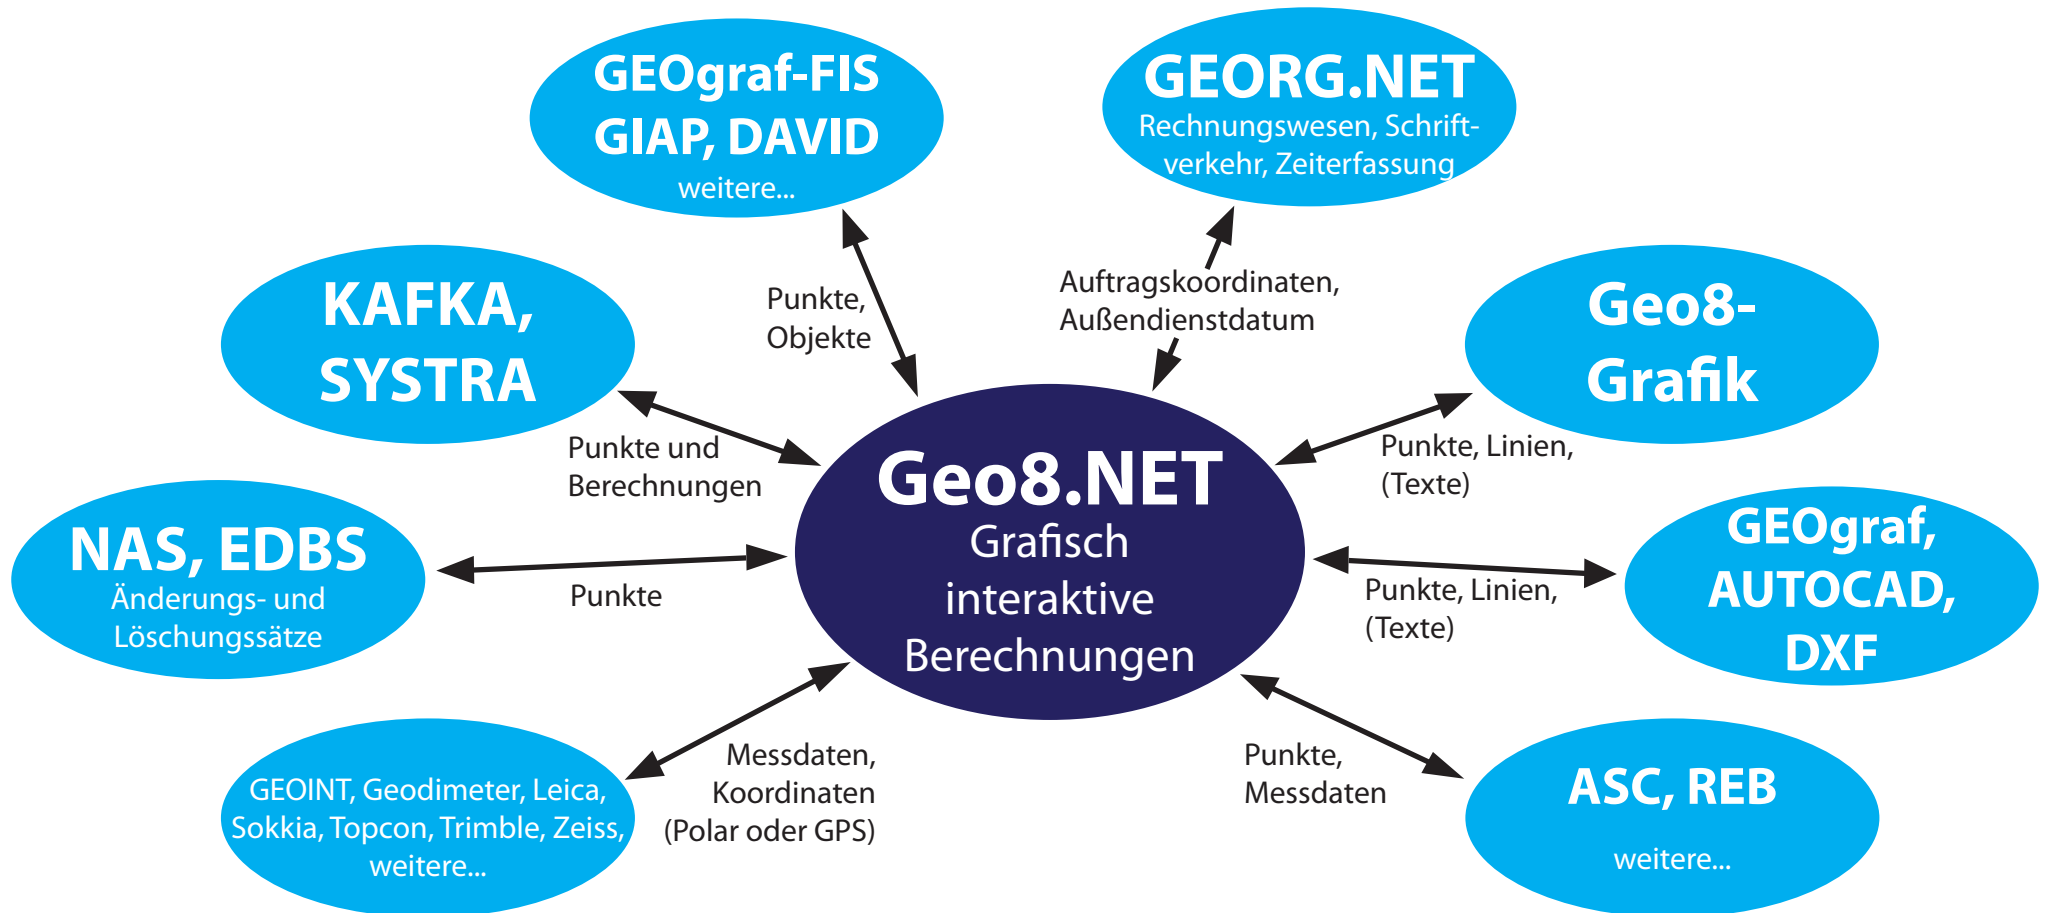 GEOgraf-FIS
GIAP, DAVID
weitere...
GEORG.NET
Rechnungswesen, Schrift-
verkehr, Zeiterfassung
KAFKA,
SYSTRA
Punkte,
Objekte
Auftragskoordinaten,
Außendienstdatum
Geo8-
Grafik
Punkte und
Berechnungen
Geo8.NET
Grafisch
interaktive
Berechnungen
Punkte, Linien,
(Texte)
NAS, EDBS
Änderungs- und
Löschungssätze
Punkte
Punkte, Linien,
(Texte)
GEOgraf,
AUTOCAD,
DXF
GEOINT, Geodimeter, Leica,
Sokkia, Topcon, Trimble, Zeiss,
weitere...
Messdaten,
Koordinaten
(Polar oder GPS)
Punkte,
Messdaten
ASC, REB
weitere...